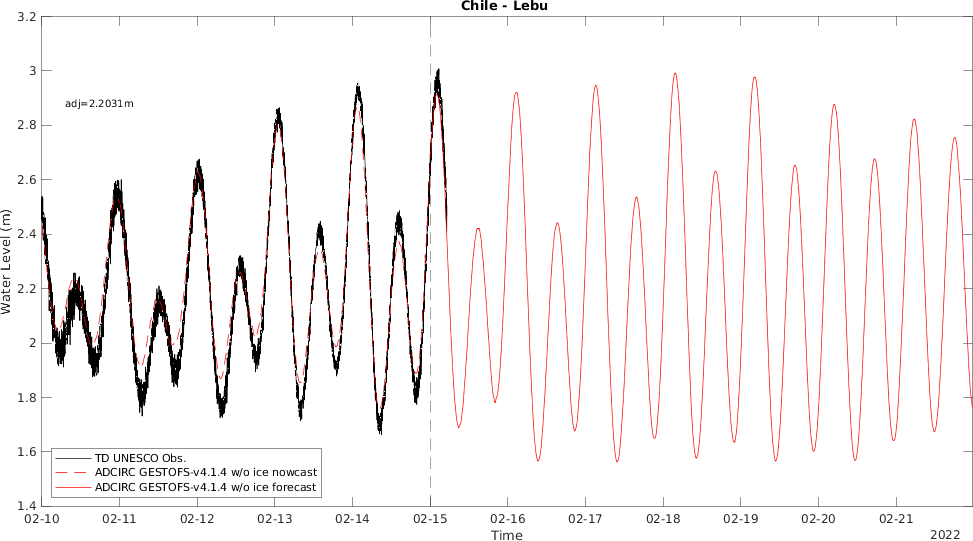 Chile - Lebu
3.2
3
2.8
2.6
2.4
2.2
2
1.8
1.6
1.4
Water Level (m)
adj=2.2031m
TD UNESCO Obs.
ADCIRC GESTOFS-v4.1.4 w/o ice nowcast
ADCIRC GESTOFS-v4.1.4 w/o ice forecast
02-10 02-11 02-12 02-13 02-14 02-15 02-16 02-17 02-18 02-19 02-20 02-21
Time
2022